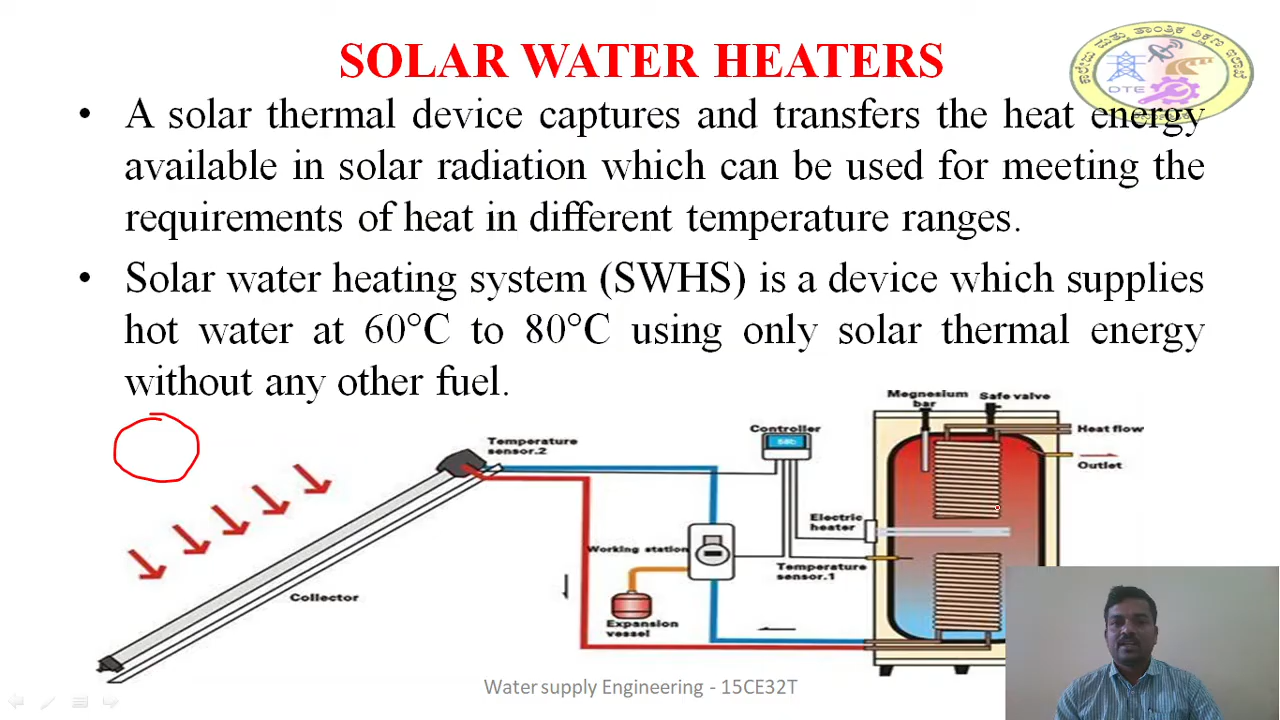 SOLAR WATER HEATERS
• A solar thermal device captures and transfers the heat energy
available in solar radiation which can be used for meeting the
requirements of heat in different temperature ranges.
• Solar water heating system (SWHS) is a device which supplies
hot water at 60°C to 80°C using only solar thermal energy
without any other fuel.
DTE
Magnesium
bar
Safe valve
Heat flow
Outlet
Controller
Temperature
sensor.2
Electric
heater
Working station
Temperature
sensor.1
Collector
Expansion
vessel
Water supply Engineering - 15CE32T